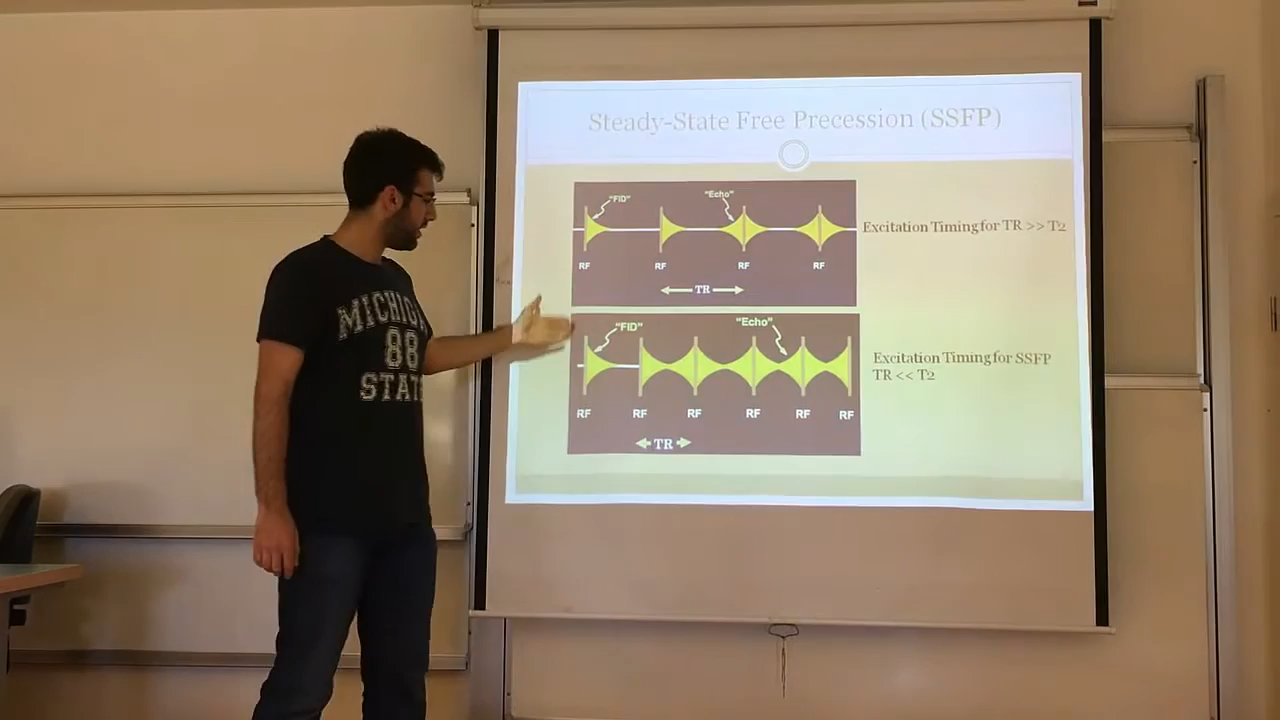 Steady-State Free Precession (SSFP)
"FID"
"Echo"
RF RF RF RF
TR
Excitation Timing for TR >> T2
"FID"
"Echo"
RF RF RF RF RF RF
TR
Excitation Timing for SSFP
TR << T2
MICHIGA
88
STATE